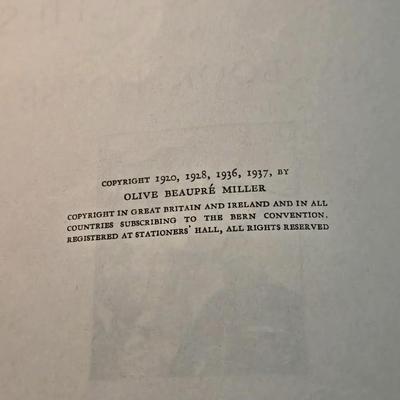 COPYRIGHT 1920, 1928, 1936, 1937, BY
OLIVE BEAUPRÉ MILLER
COPYRIGHT IN GREAT BRITAIN AND IRELAND AND IN ALL
COUNTRIES SUBSCRIBING TO THE BERN CONVENTION.
REGISTERED AT STATIONERS' HALL, ALL RIGHTS RESERVED